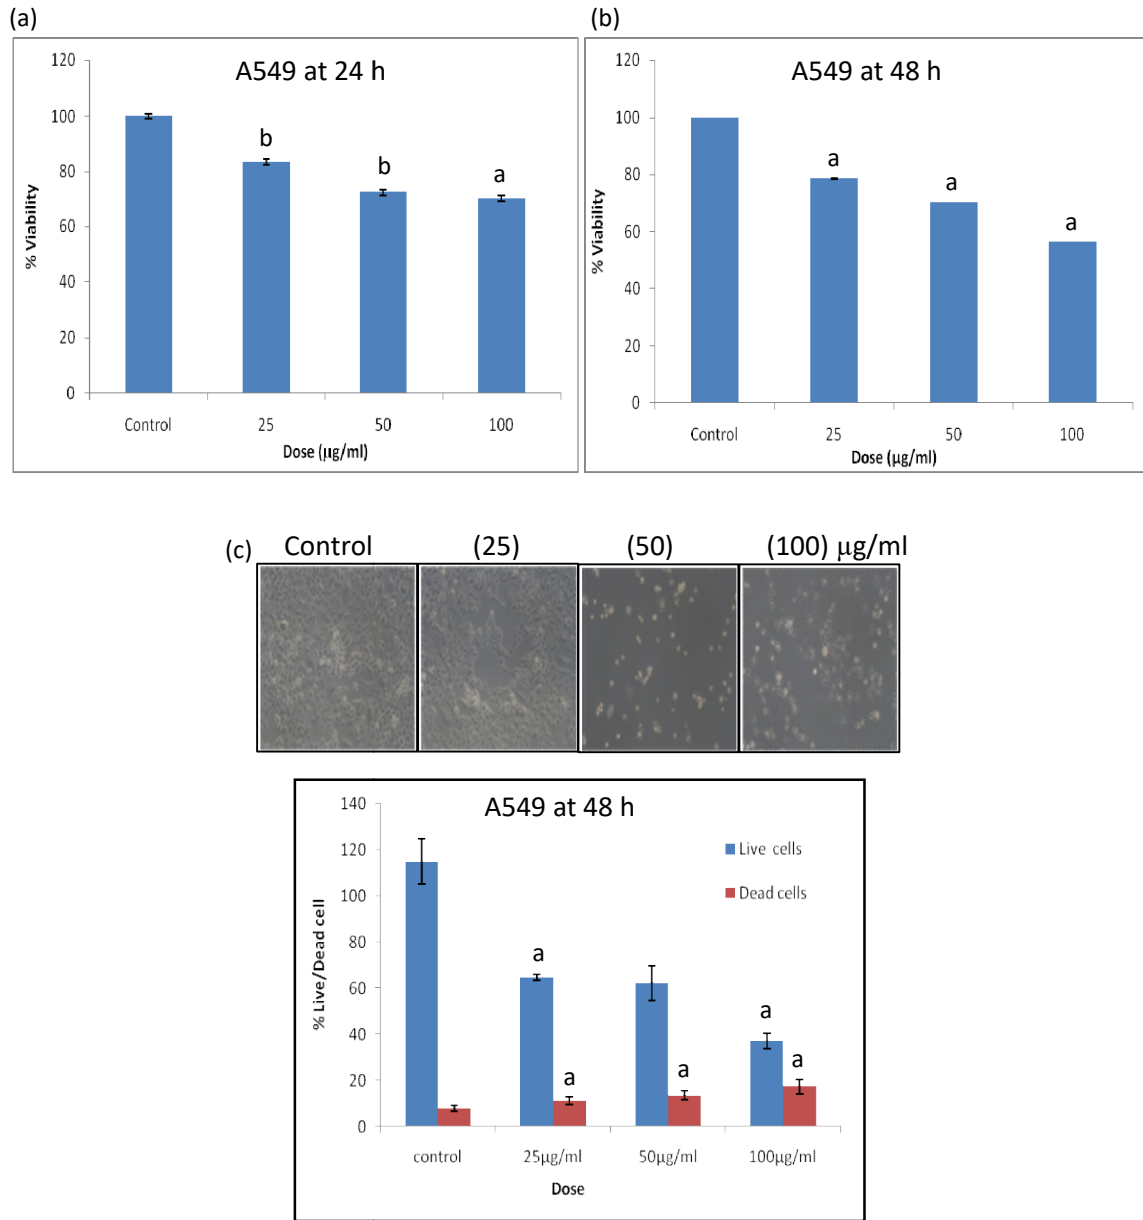 (a)
(b)
A549 at 24 h
% Viability
120
100
80
60
40
20
0
b
b
a
Control
25
50
100
Dose (µg/ml)
A549 at 48 h
% Viability
120
100
80
60
40
20
0
a
a
a
Control
25
50
100
Dose (µg/ml)
(c)
Control
(25)
(50)
(100) µg/ml
A549 at 48 h
% Live/Dead cell
140
120
100
80
60
40
20
0
Live cells
Dead cells
a
a
a
a
a
control
25µg/ml
50µg/ml
100µg/ml
Dose